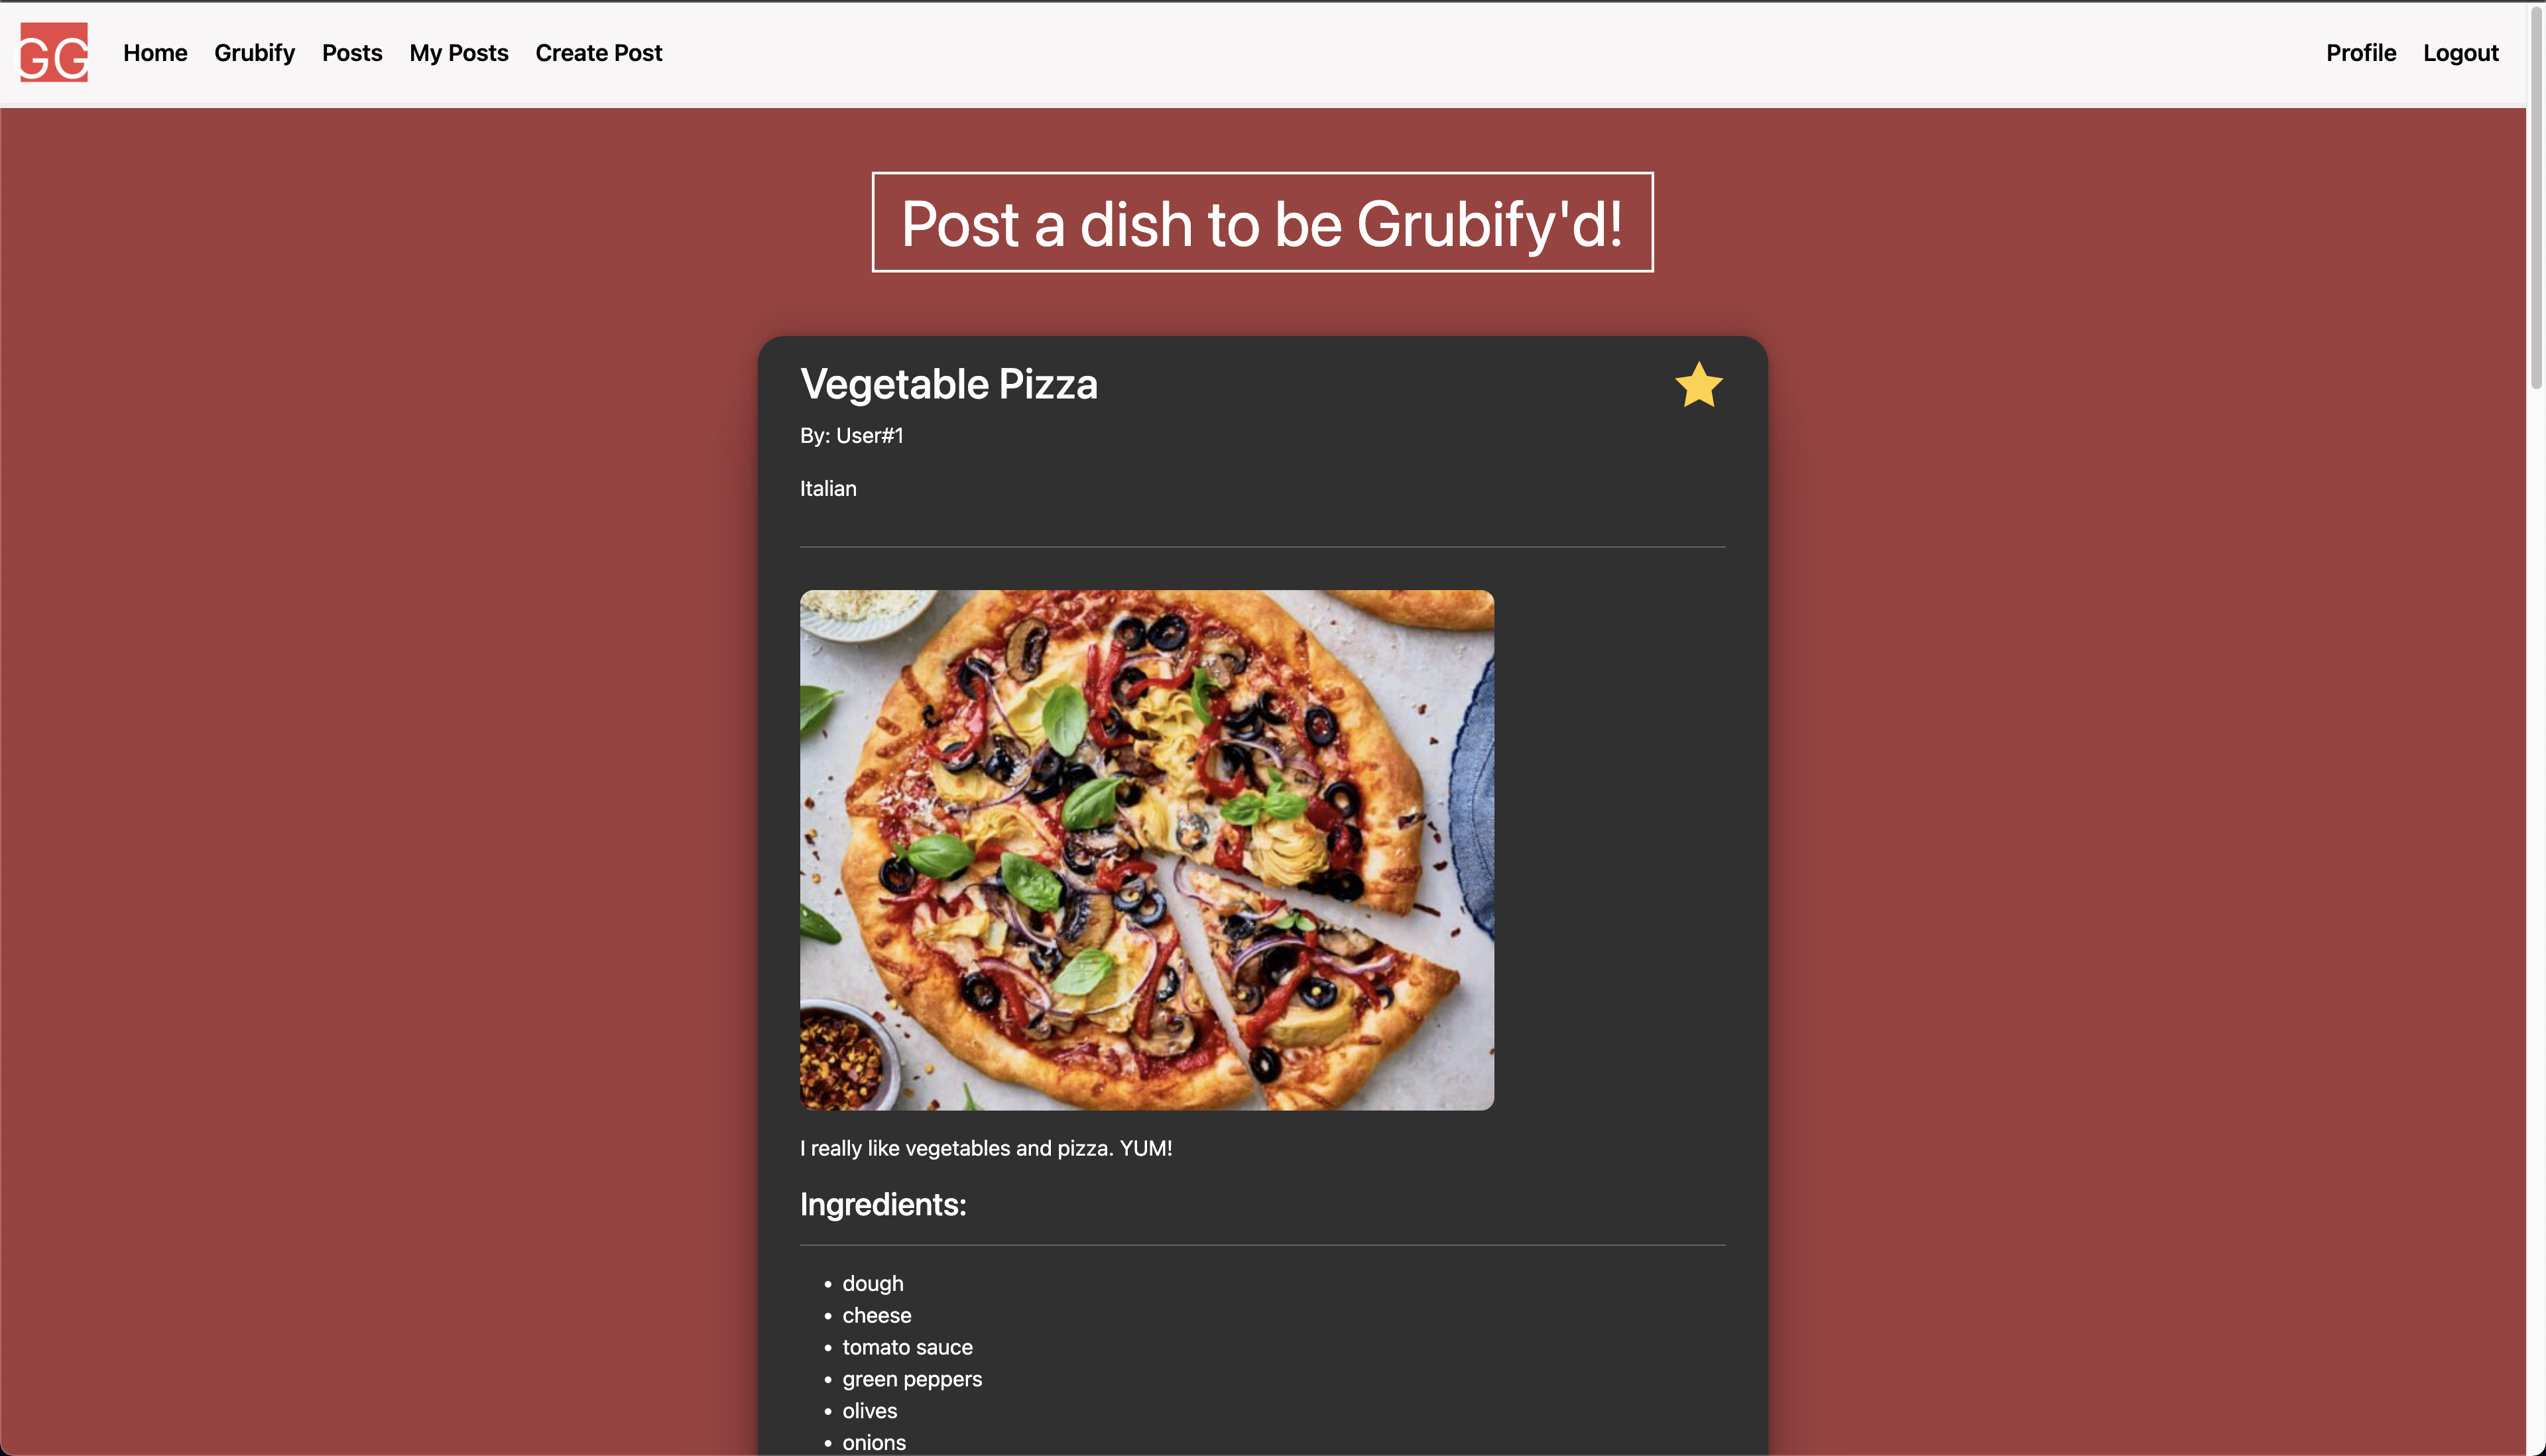 GG
Home Grubify Posts My Posts Create Post Profile Logout
Post a dish to be Grubify'd!
Vegetable Pizza
By: User#1
Italian
I really like vegetables and pizza. YUM!
Ingredients:
• dough
• cheese
• tomato sauce
• green peppers
• olives
• onions